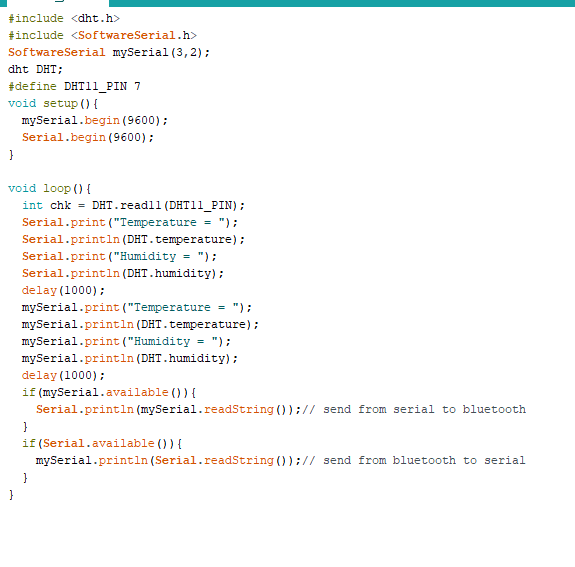 #include <dht.h>
#include <SoftwareSerial.h>
SoftwareSerial mySerial(3,2);
dht DHT;
#define DHT11_PIN 7
void setup(){
  mySerial.begin(9600);
  Serial.begin(9600);
}

void loop(){
  int chk = DHT.read11(DHT11_PIN);
  Serial.print("Temperature = ");
  Serial.println(DHT.temperature);
  Serial.print("Humidity = ");
  Serial.println(DHT.humidity);
  delay(1000);
  mySerial.print("Temperature = ");
  mySerial.println(DHT.temperature);
  mySerial.print("Humidity = ");
  mySerial.println(DHT.humidity);
  delay(1000);
  if(mySerial.available()){
    Serial.println(mySerial.readString());// send from serial to bluetooth
  }
  if(Serial.available()){
    mySerial.println(Serial.readString());// send from bluetooth to serial
  }
}